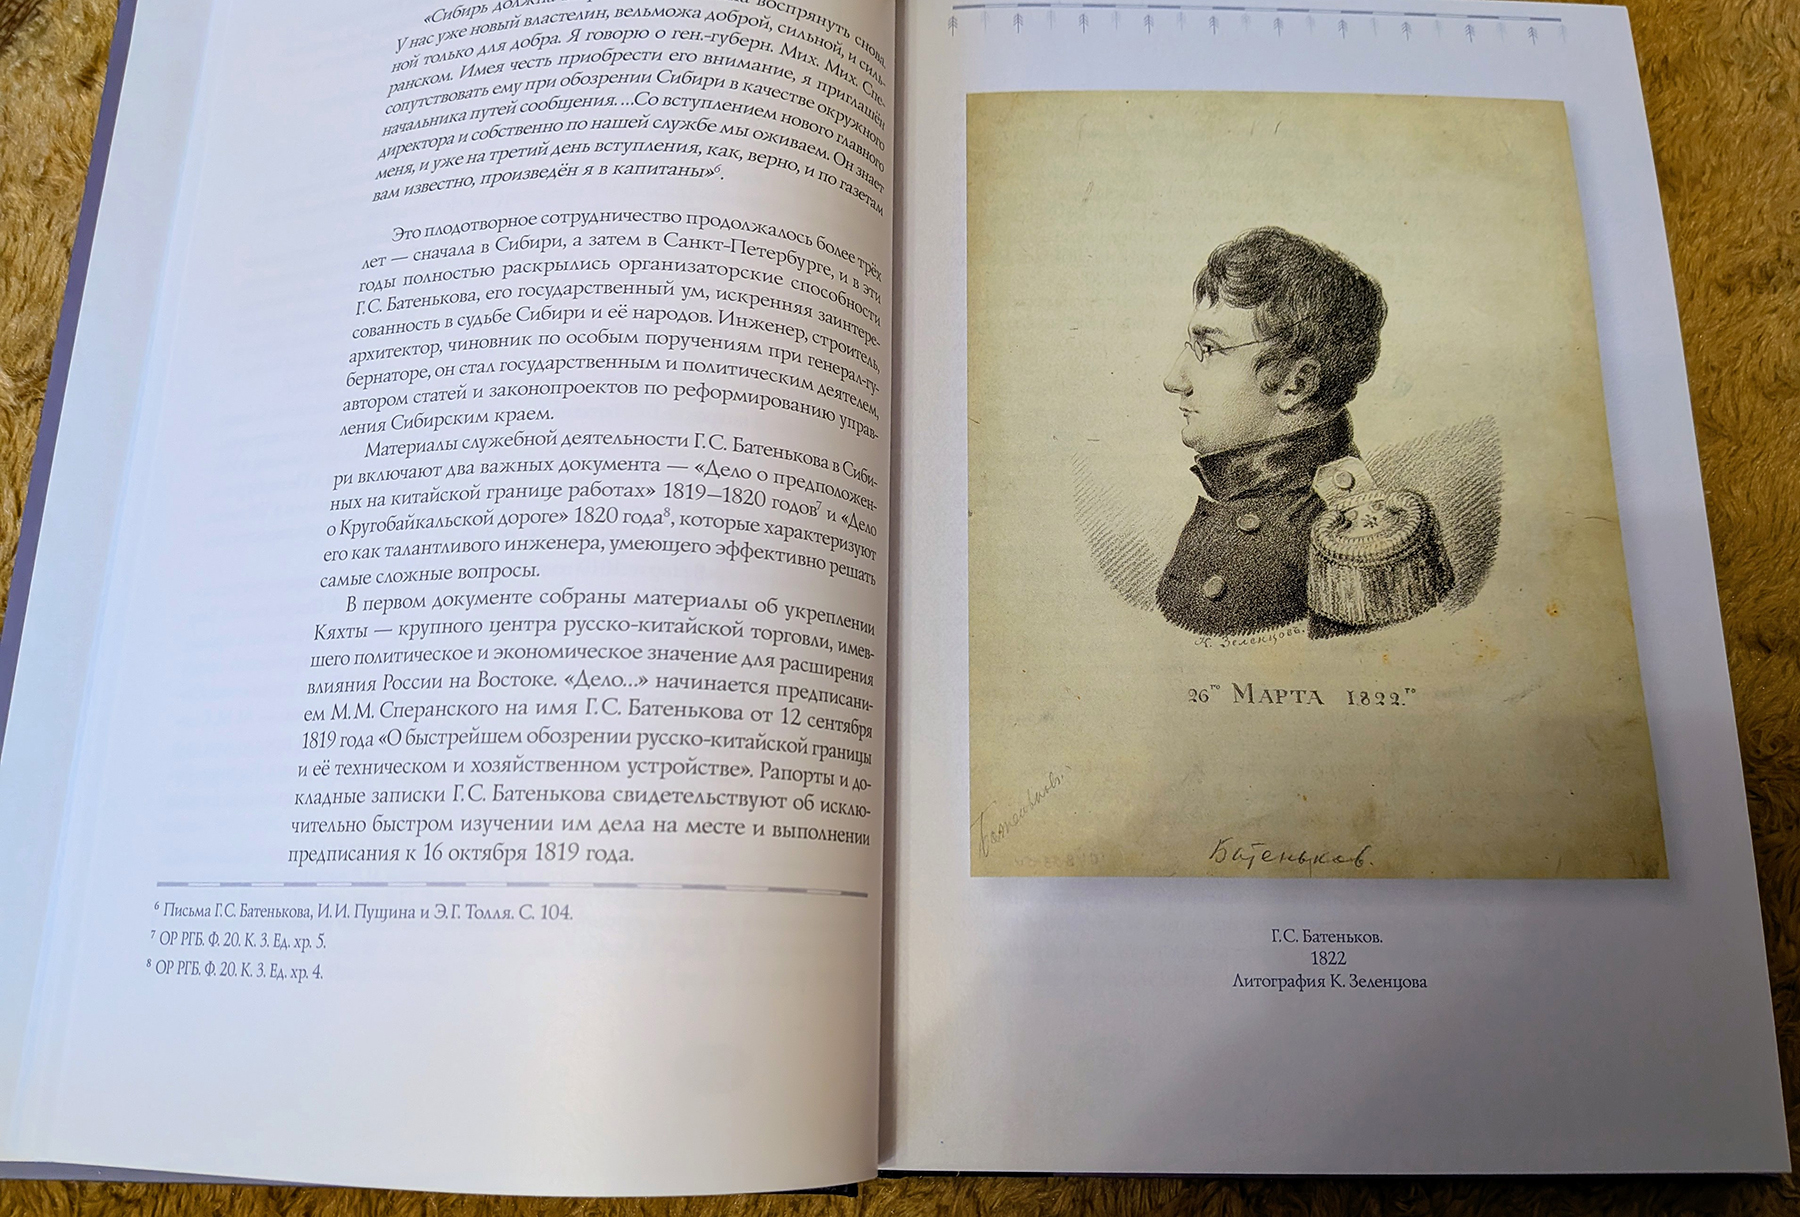 «Сибирь должна воспрянуть снова.
У нас уже новый властелин, вельможа доброй, сильной, и силь-
ной только для добра. Я говорю о ген.-губерн. Мих. Мих. Спе-
ранском. Имея честь приобрести его внимание, я приглашён
сопутствовать ему при обозрении Сибири в качестве окружного
начальника путей сообщения. ...Со вступлением нового главного
директора и собственно по нашей службе мы оживаем. Он знает
меня, и уже на третий день вступления, как, верно, и по газетам
вам известно, произведён я в капитаны»⁶.
Это плодотворное сотрудничество продолжалось более трёх
лет — сначала в Сибири, а затем в Санкт-Петербурге, и в эти
годы полностью раскрылись организаторские способности
Г.С. Батенькова, его государственный ум, искренняя заинтере-
сованность в судьбе Сибири и её народов. Инженер, строитель,
архитектор, чиновник по особым поручениям при генерал-гу-
бернаторе, он стал государственным и политическим деятелем,
автором статей и законопроектов по реформированию управ-
ления Сибирским краем.
Материалы служебной деятельности Г.С. Батенькова в Сиби-
ри включают два важных документа — «Дело о предположен-
ных на китайской границе работах» 1819—1820 годов⁷ и «Дело
о Кругобайкальской дороге» 1820 года⁸, которые характеризуют
его как талантливого инженера, умеющего эффективно решать
самые сложные вопросы.
В первом документе собраны материалы об укреплении
Кяхты — крупного центра русско-китайской торговли, имев-
шего политическое и экономическое значение для расширения
влияния России на Востоке. «Дело...» начинается предписани-
ем М.М. Сперанского на имя Г.С. Батенькова от 12 сентября
1819 года «О быстрейшем обозрении русско-китайской границы
и её техническом и хозяйственном устройстве». Рапорты и до-
кладные записки Г.С. Батенькова свидетельствуют об исклю-
чительно быстром изучении им дела на месте и выполнении
предписания к 16 октября 1819 года.
⁶ Письма Г.С. Батенькова, И.И. Пущина и Э.Г. Толля. С. 104.
⁷ ОР РГБ. Ф. 20. К. 3. Ед. хр. 5.
⁸ ОР РГБ. Ф. 20. К. 3. Ед. хр. 4.
К. Зеленцовъ.
26го МАРТА 1822.го
Батеньков.
Г.С. Батеньков.
1822
Литография К. Зеленцова